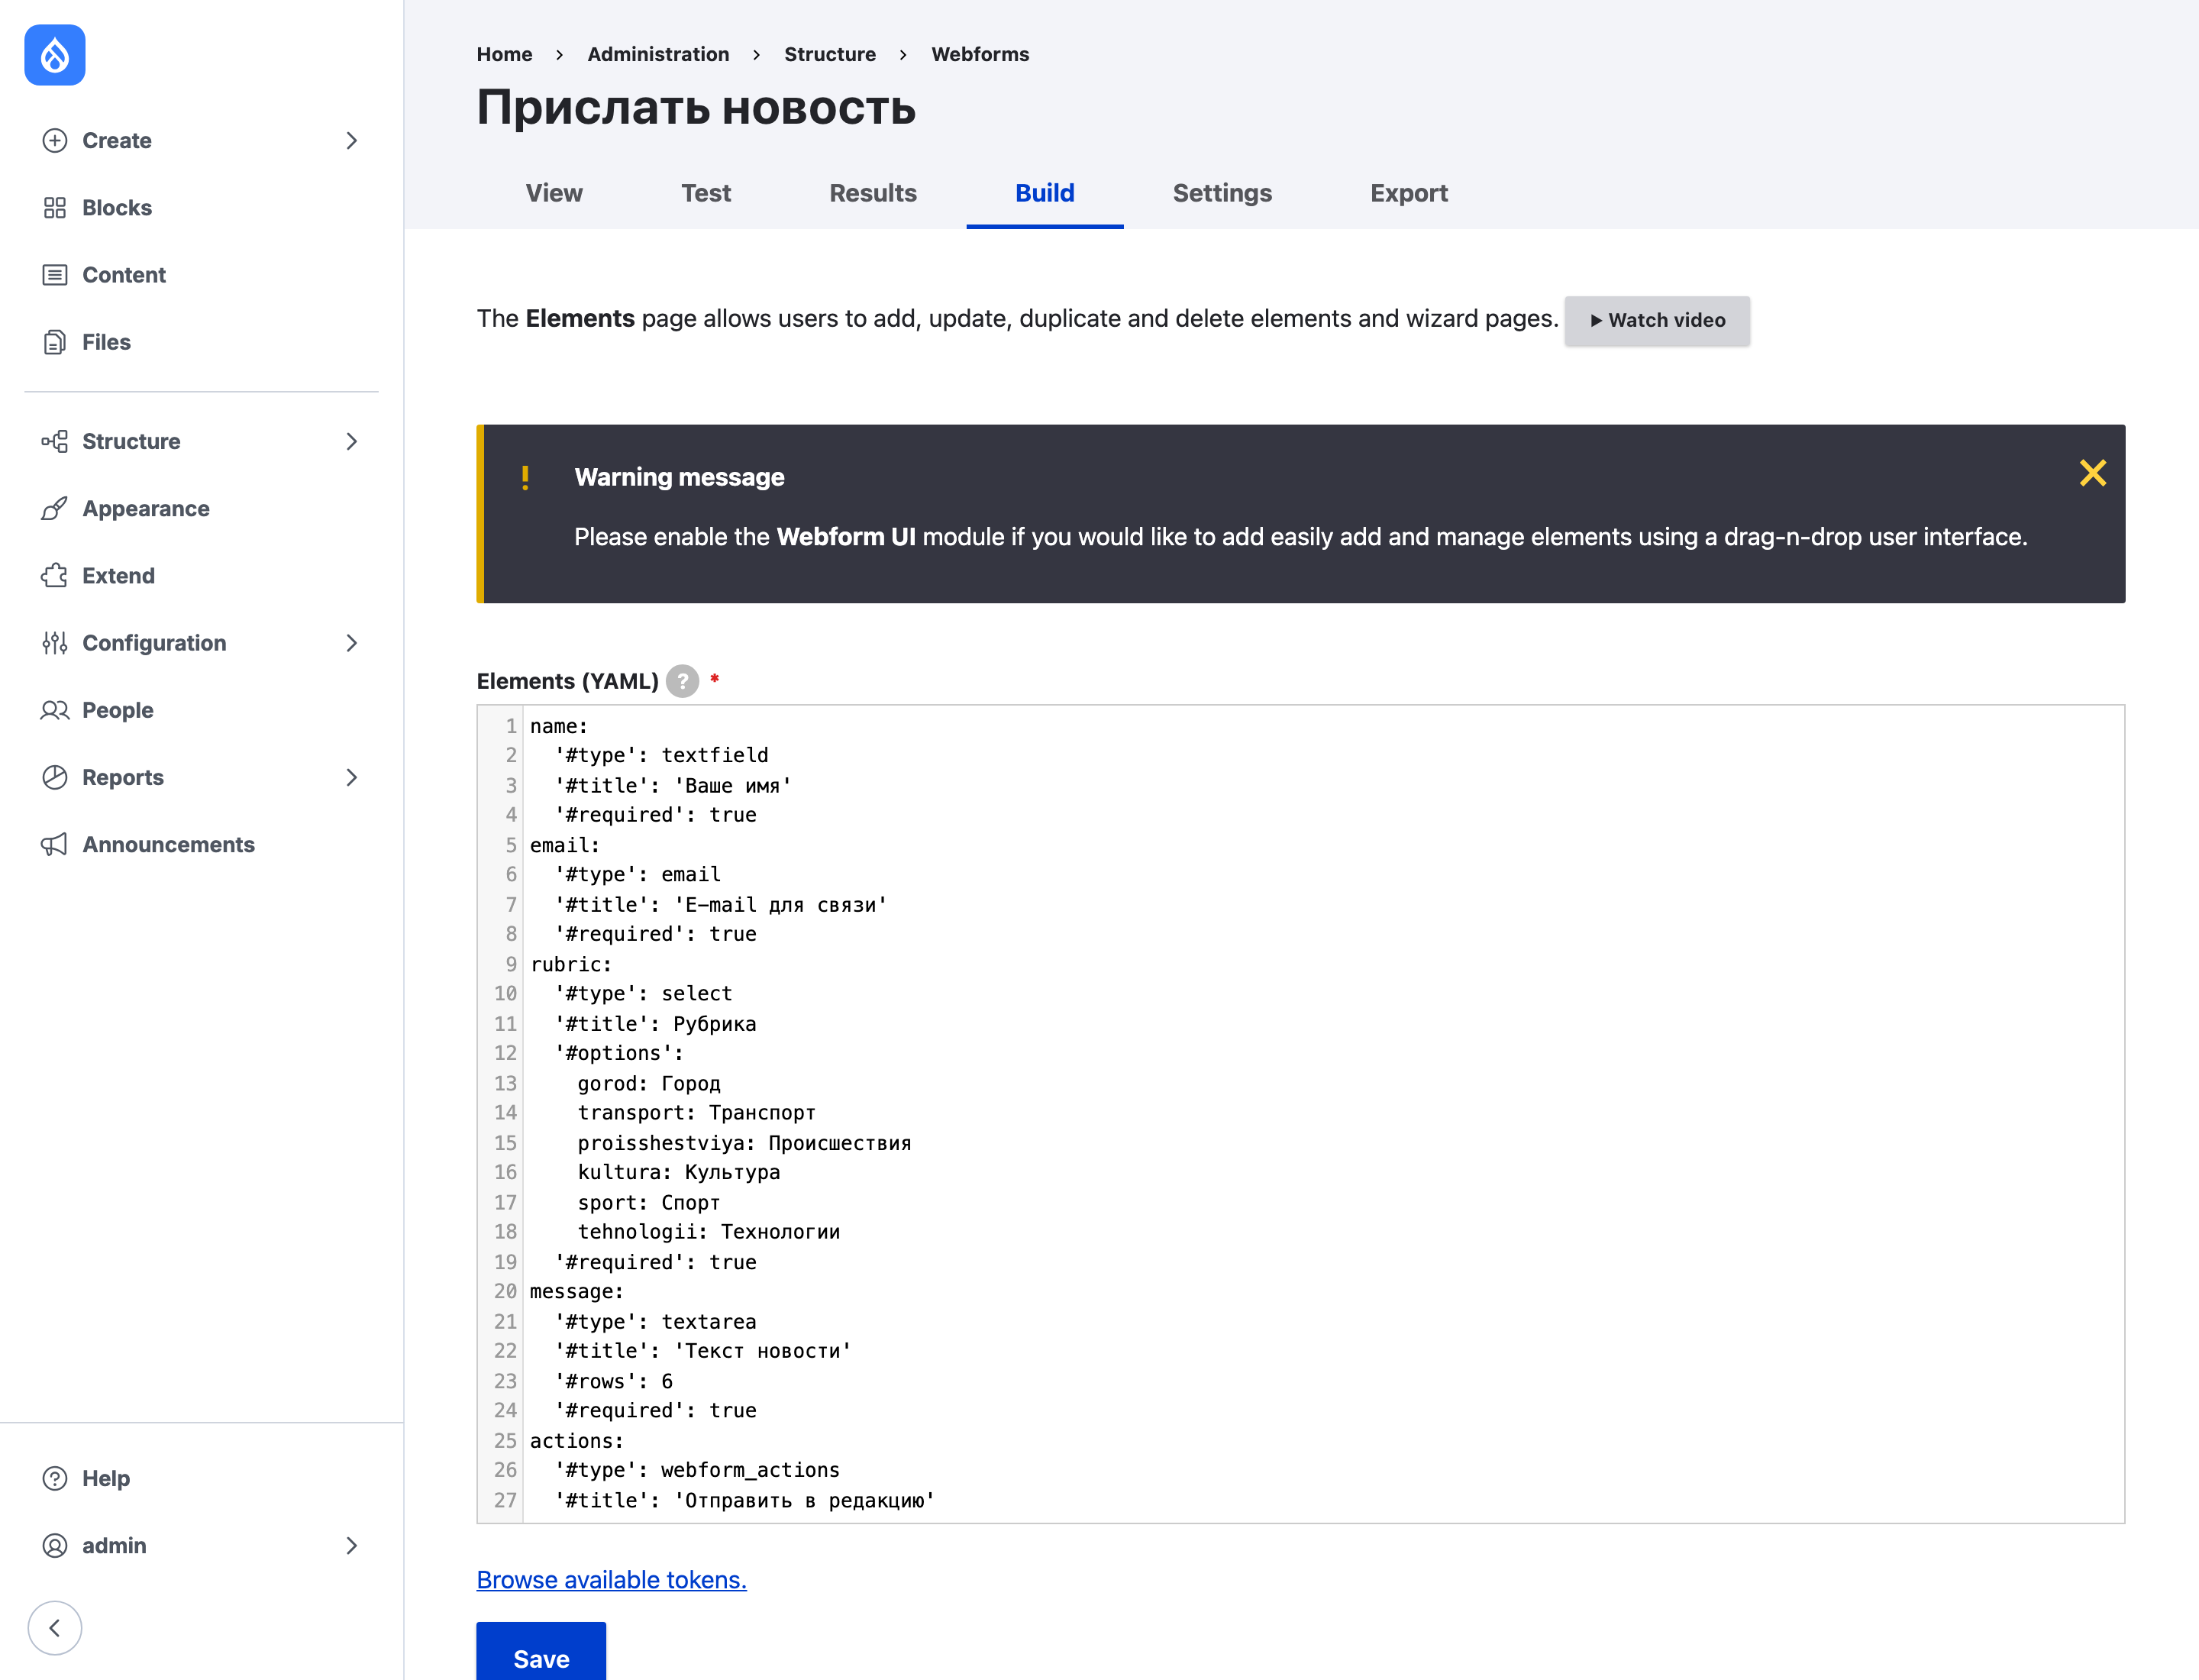 Create
Blocks
Content
Files
Structure
Appearance
Extend
Configuration
People
Reports
Announcements
Help
admin
Home > Administration > Structure > Webforms
Прислать новость
View Test Results Build Settings Export
The Elements page allows users to add, update, duplicate and delete elements and wizard pages. ▶ Watch video
! Warning message
Please enable the Webform UI module if you would like to add easily add and manage elements using a drag-n-drop user interface.
Elements (YAML) ? *
1 name:
2   '#type': textfield
3   '#title': 'Ваше имя'
4   '#required': true
5 email:
6   '#type': email
7   '#title': 'E-mail для связи'
8   '#required': true
9 rubric:
10   '#type': select
11   '#title': Рубрика
12   '#options':
13     gorod: Город
14     transport: Транспорт
15     proisshestviya: Происшествия
16     kultura: Культура
17     sport: Спорт
18     tehnologii: Технологии
19   '#required': true
20 message:
21   '#type': textarea
22   '#title': 'Текст новости'
23   '#rows': 6
24   '#required': true
25 actions:
26   '#type': webform_actions
27   '#title': 'Отправить в редакцию'
Browse available tokens.
Save